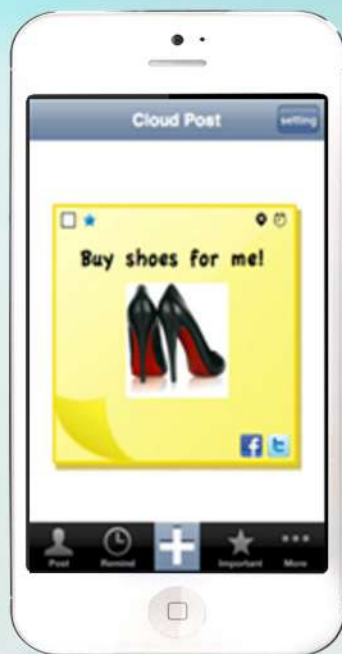 Cloud Post
setting
Buy shoes for me!
Post
Remind
Important
More